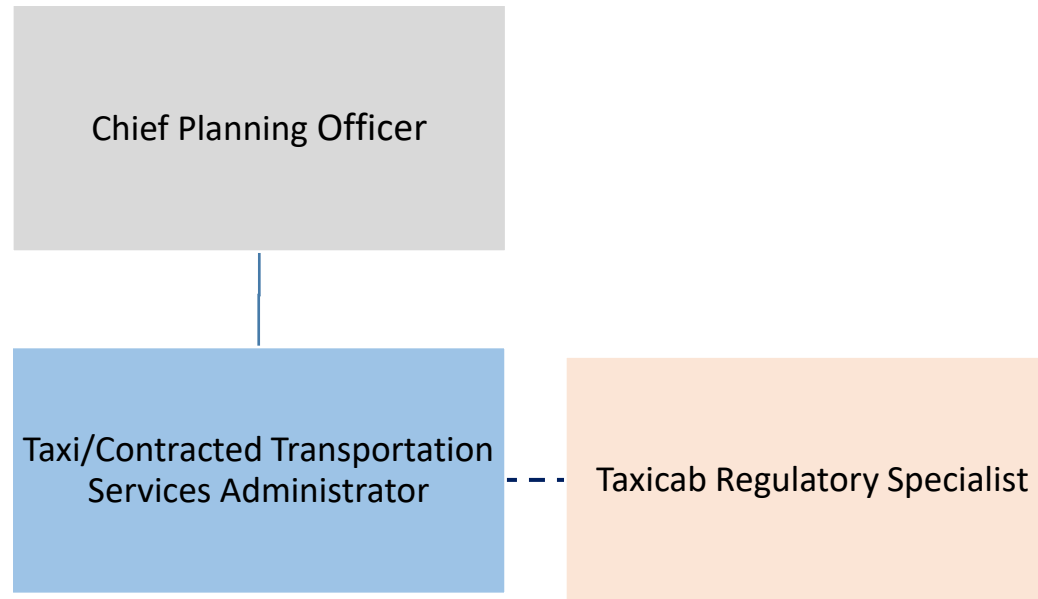 Chief Planning Officer
Taxi/Contracted Transportation
Services Administrator
Taxicab Regulatory Specialist